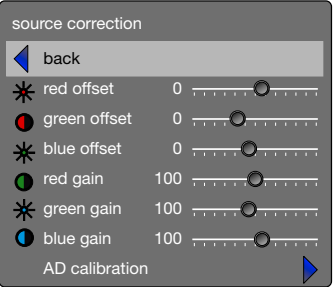 source correction
back
red offset 0
green offset 0
blue offset 0
red gain 100
green gain 100
blue gain 100
AD calibration